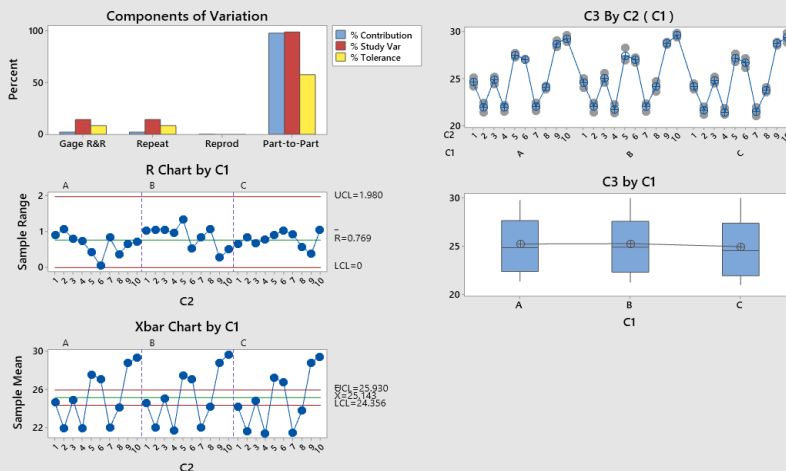 Components of Variation
% Contribution
% Study Var
% Tolerance
Percent
100
50
0
Gage R&R Repeat Reprod Part-to-Part
R Chart by C1
A B C
Sample Range
2
1
0
UCL=1.980
R=0.769
LCL=0
1 2 3 4 5 6 7 8 9 10 1 2 3 4 5 6 7 8 9 10 1 2 3 4 5 6 7 8 9 10
C2
Xbar Chart by C1
A B C
Sample Mean
30
26
22
UCL=25.930
X=25.143
LCL=24.356
1 2 3 4 5 6 7 8 9 10 1 2 3 4 5 6 7 8 9 10 1 2 3 4 5 6 7 8 9 10
C2
C3 By C2 ( C1 )
30
25
20
C2 1 2 3 4 5 6 7 8 9 10 1 2 3 4 5 6 7 8 9 10 1 2 3 4 5 6 7 8 9 10
C1 A B C
C3 by C1
30
25
20
A B C
C1